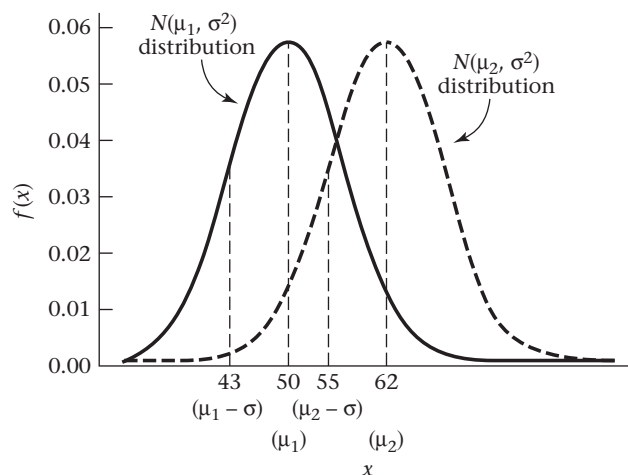 N(μ₁, σ²)
distribution
N(μ₂, σ²)
distribution
f(x)
0.06
0.05
0.04
0.03
0.02
0.01
0.00
43 50 55 62
(μ₁ – σ) (μ₂ – σ)
(μ₁) (μ₂)
x